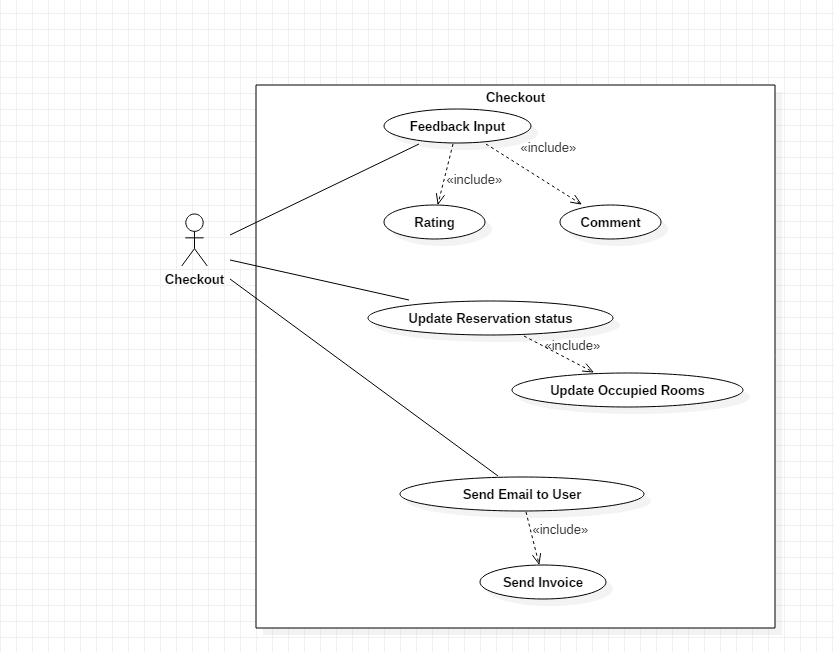 Checkout
Feedback Input
«include»
«include»
Rating
Comment
Checkout
Update Reservation status
«include»
Update Occupied Rooms
Send Email to User
«include»
Send Invoice